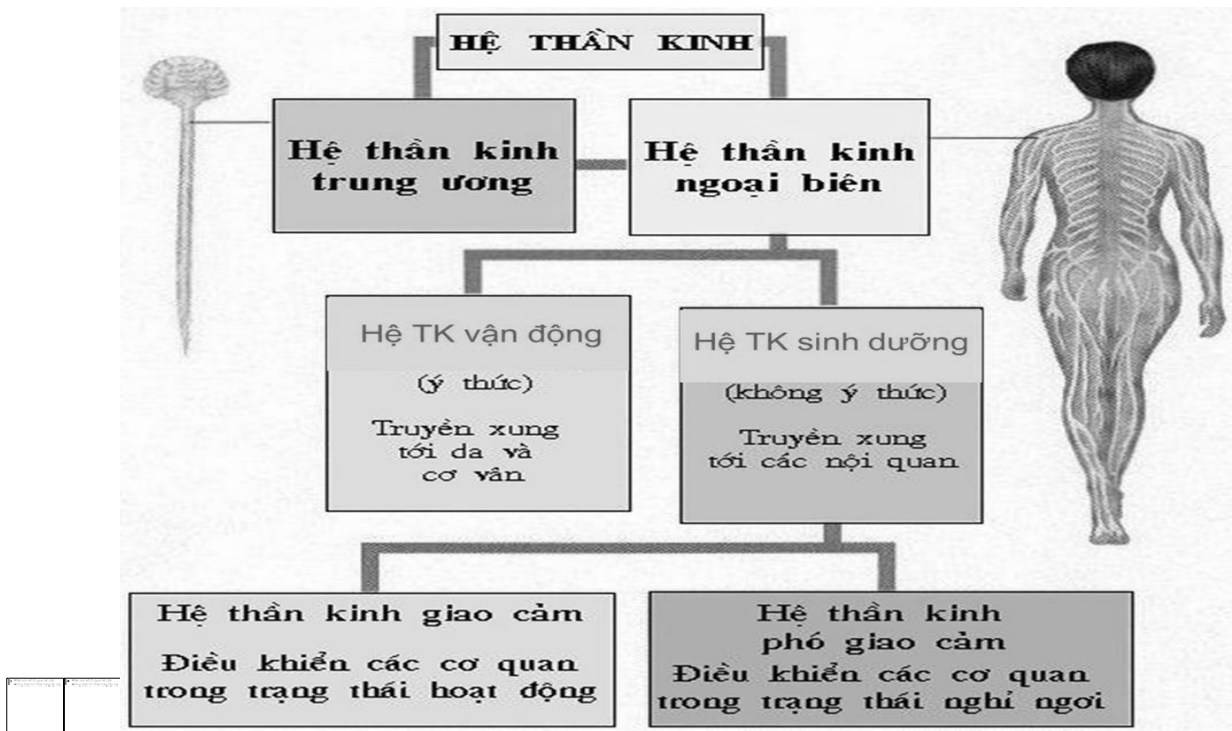 HỆ THẦN KINH
Hệ thần kinh
trung ương
Hệ thần kinh
ngoại biên
Hệ TK vận động
(ý thức)
Truyền xung
tới da và
cơ vân
Hệ TK sinh dưỡng
(không ý thức)
Truyền xung
tới các nội quan
Hệ thần kinh giao cảm
Điều khiển các cơ quan
trong trạng thái hoạt động
Hệ thần kinh
phó giao cảm
Điều khiển các cơ quan
trong trạng thái nghỉ ngơi